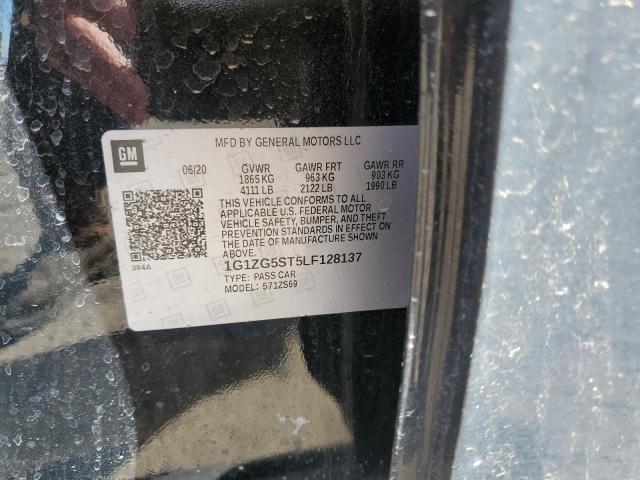 GM
MFD BY GENERAL MOTORS LLC
06/20 GVWR GAWR FRT GAWR RR
1865 KG 963 KG 903 KG
4111 LB 2122 LB 1990 LB
THIS VEHICLE CONFORMS TO ALL
APPLICABLE U.S. FEDERAL MOTOR
VEHICLE SAFETY, BUMPER, AND THEFT
PREVENTION STANDARDS IN EFFECT ON
THE DATE OF MANUFACTURE SHOWN
ABOVE.
384A
1G1ZG5ST5LF128137
TYPE: PASS CAR
MODEL: 571ZS69